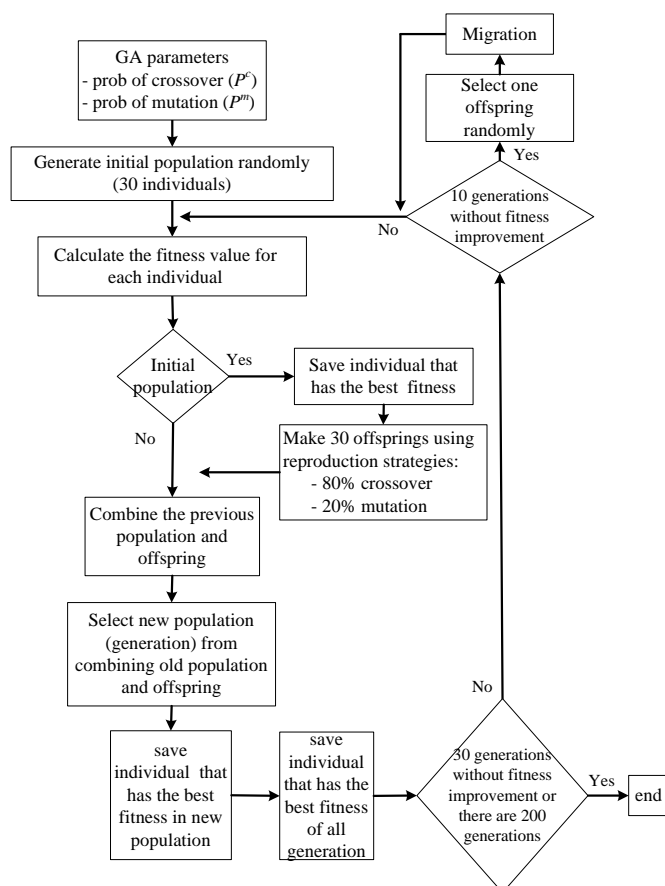 GA parameters
- prob of crossover (Pᶜ)
- prob of mutation (Pᵐ)
Generate initial population randomly
(30 individuals)
Calculate the fitness value for
each individual
Initial
population
Yes
No
Save individual that
has the best fitness
Make 30 offsprings using
reproduction strategies:
- 80% crossover
- 20% mutation
Combine the previous
population and
offspring
Select new population
(generation) from
combining old population
and offspring
save
individual that
has the best
fitness in new
population
save
individual
that has the
best fitness
of all
generation
30 generations
without fitness
improvement or
there are 200
generations
Yes
end
No
10 generations
without fitness
improvement
No
Yes
Select one
offspring
randomly
Migration